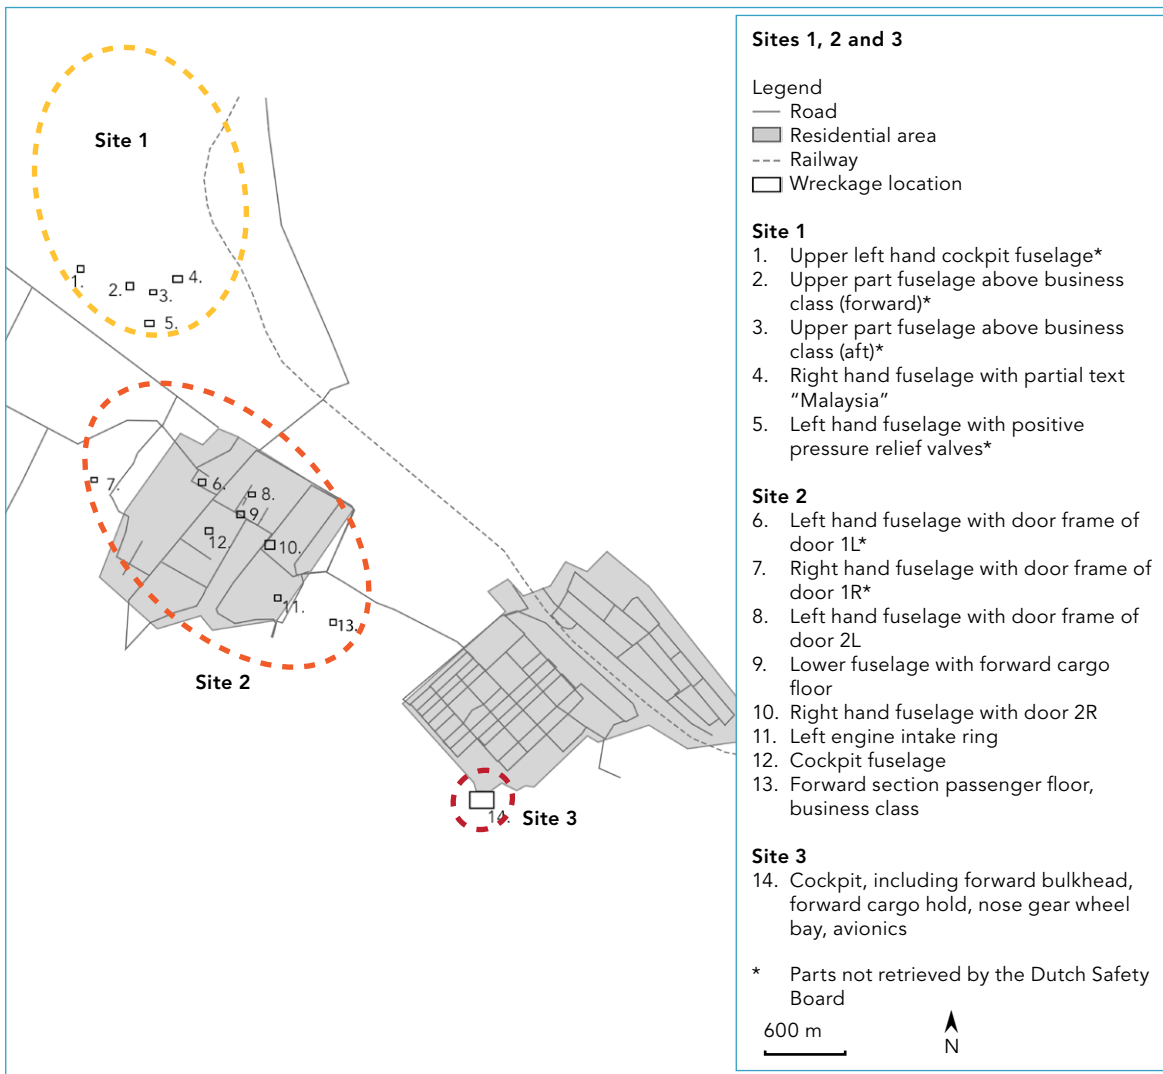 Site 1
1.
2.
3.
4.
5.
6.
7.
8.
9
10.
11.
12.
13.
Site 2
14.
Site 3
Sites 1, 2 and 3
Legend
Road
Residential area
Railway
Wreckage location
Site 1
1. Upper left hand cockpit fuselage*
2. Upper part fuselage above business
class (forward)*
3. Upper part fuselage above business
class (aft)*
4. Right hand fuselage with partial text
“Malaysia”
5. Left hand fuselage with positive
pressure relief valves*
Site 2
6. Left hand fuselage with door frame of
door 1L*
7. Right hand fuselage with door frame of
door 1R*
8. Left hand fuselage with door frame of
door 2L
9. Lower fuselage with forward cargo
floor
10. Right hand fuselage with door 2R
11. Left engine intake ring
12. Cockpit fuselage
13. Forward section passenger floor,
business class
Site 3
14. Cockpit, including forward bulkhead,
forward cargo hold, nose gear wheel
bay, avionics
* Parts not retrieved by the Dutch Safety
Board
600 m
N